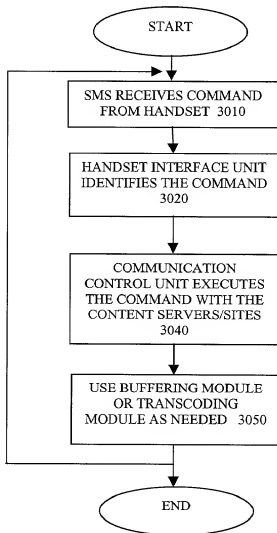 START
SMS RECEIVES COMMAND
FROM HANDSET 3010
HANDSET INTERFACE UNIT
IDENTIFIES THE COMMAND
3020
COMMUNICATION
CONTROL UNIT EXECUTES
THE COMMAND WITH THE
CONTENT SERVERS/SITES
3040
USE BUFFERING MODULE
OR TRANSCODING
MODULE AS NEEDED 3050
END